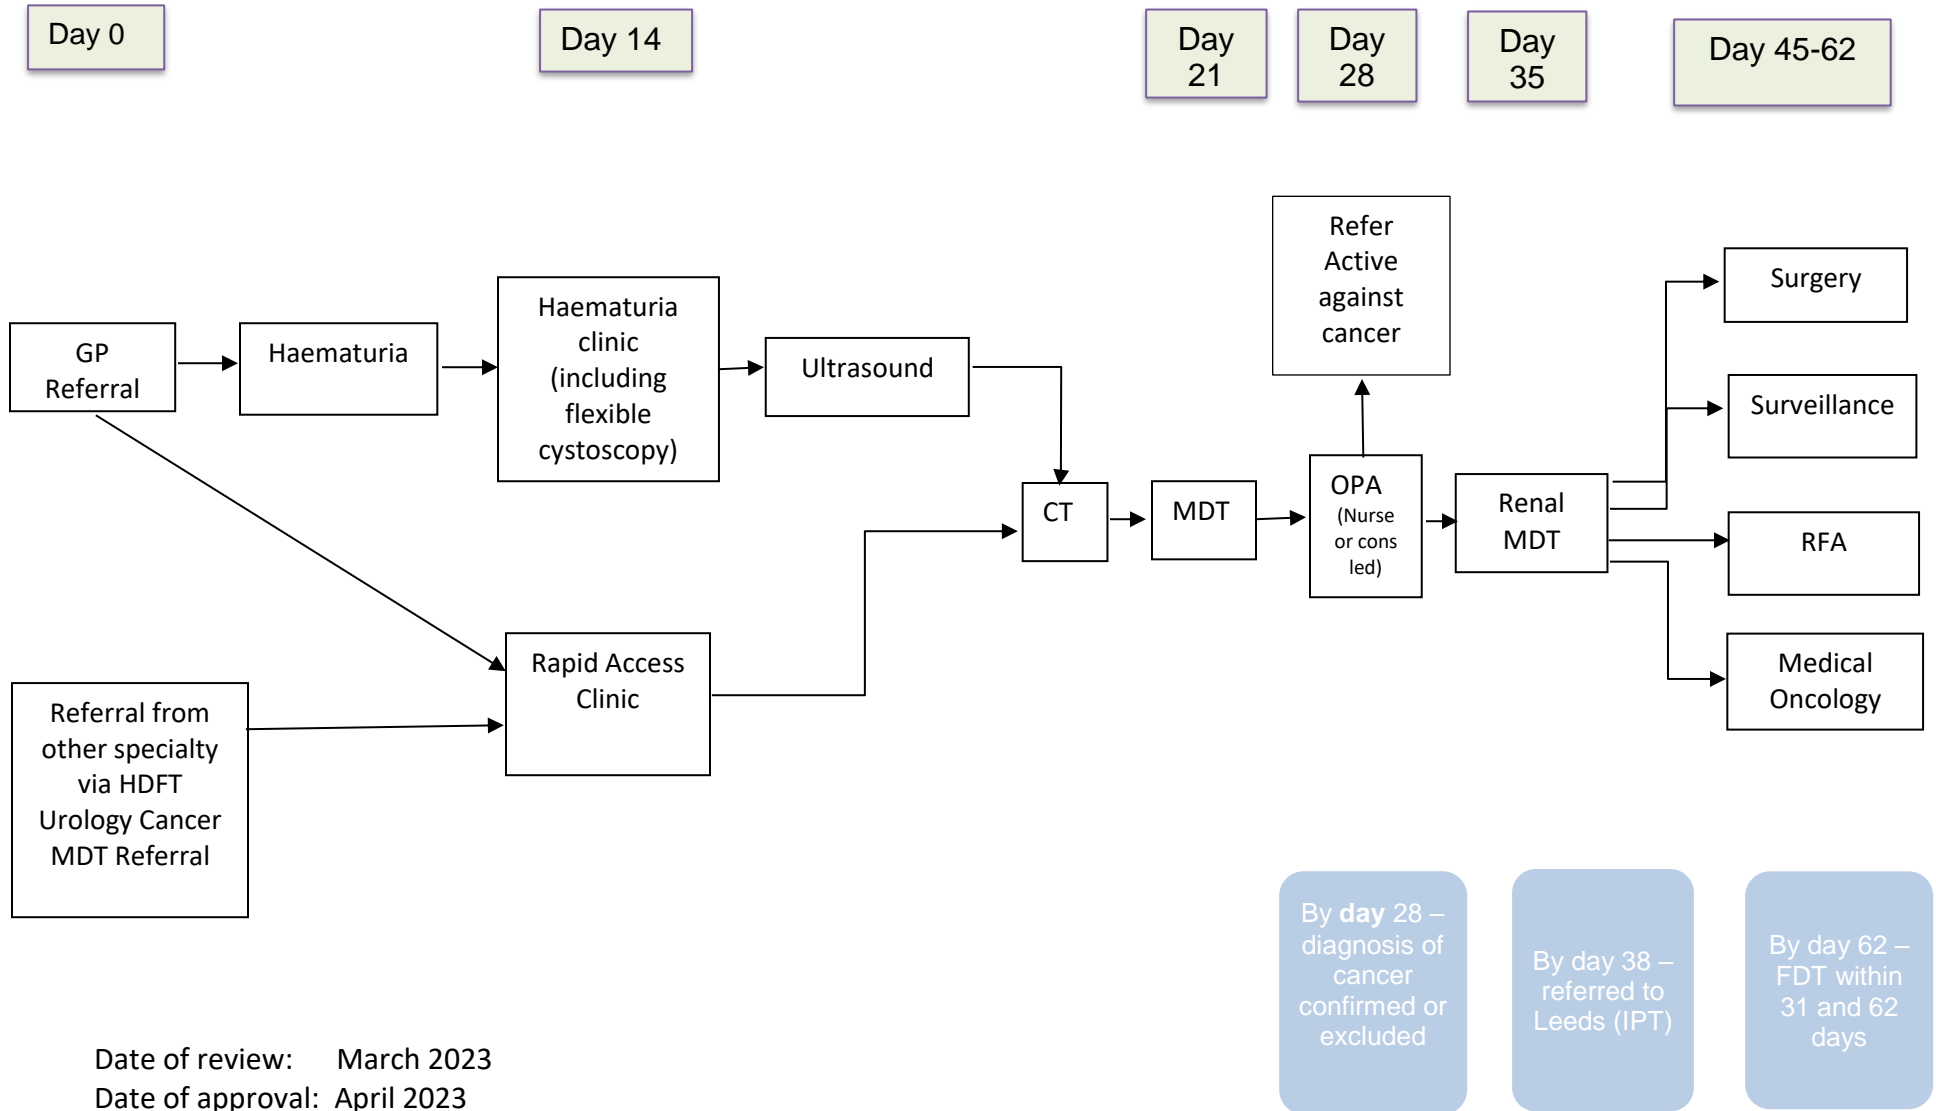 Day 0
Day 14
Day
21
Day
28
Day
35
Day 45-62
Refer
Active
against
cancer
GP
Referral
Haematuria
Haematuria
clinic
(including
flexible
cystoscopy)
Ultrasound
CT
MDT
OPA
(Nurse
or cons
led)
Renal
MDT
Surgery
Surveillance
RFA
Medical
Oncology
Rapid Access
Clinic
Referral from
other specialty
via HDFT
Urology Cancer
MDT Referral
By day 28 –
diagnosis of
cancer
confirmed or
excluded
By day 38 –
referred to
Leeds (IPT)
By day 62 –
FDT within
31 and 62
days
Date of review: March 2023
Date of approval: April 2023